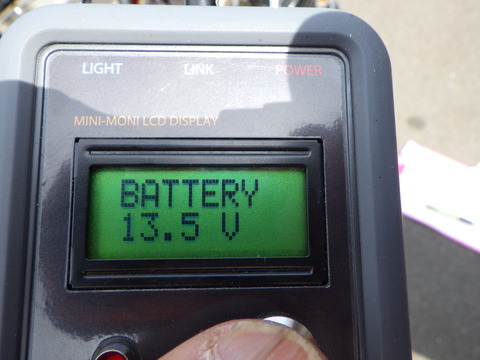 LIGHT LINK POWER
MINI-MONI LCD DISPLAY
BATTERY
13.5 V